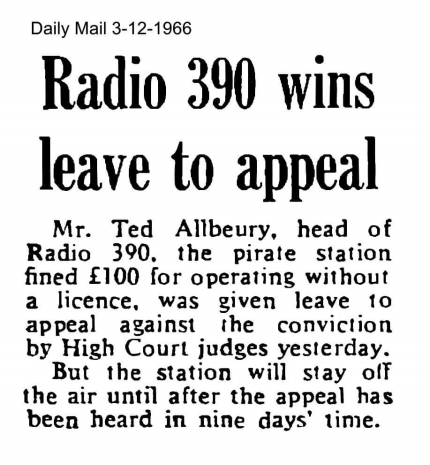 Daily Mail 3-12-1966
Radio 390 wins
leave to appeal
Mr. Ted Allbeury, head of
Radio 390, the pirate station
fined £100 for operating without
a licence, was given leave to
appeal against the conviction
by High Court judges yesterday.
But the station will stay off
the air until after the appeal has
been heard in nine days' time.